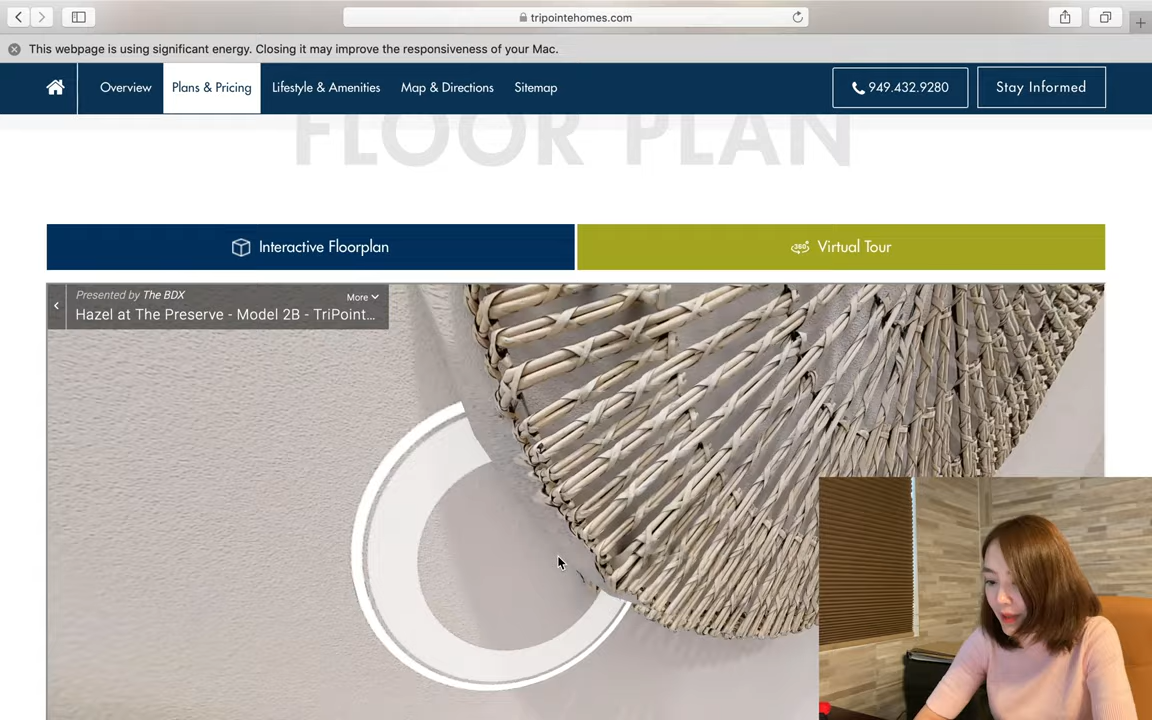 tripointehomes.com
This webpage is using significant energy. Closing it may improve the responsiveness of your Mac.
Overview
Plans & Pricing
Lifestyle & Amenities
Map & Directions
Sitemap
949.432.9280
Stay Informed
FLOOR PLAN
Interactive Floorplan
360°
Virtual Tour
Presented by The BDX
More
Hazel at The Preserve - Model 2B - TriPoint...